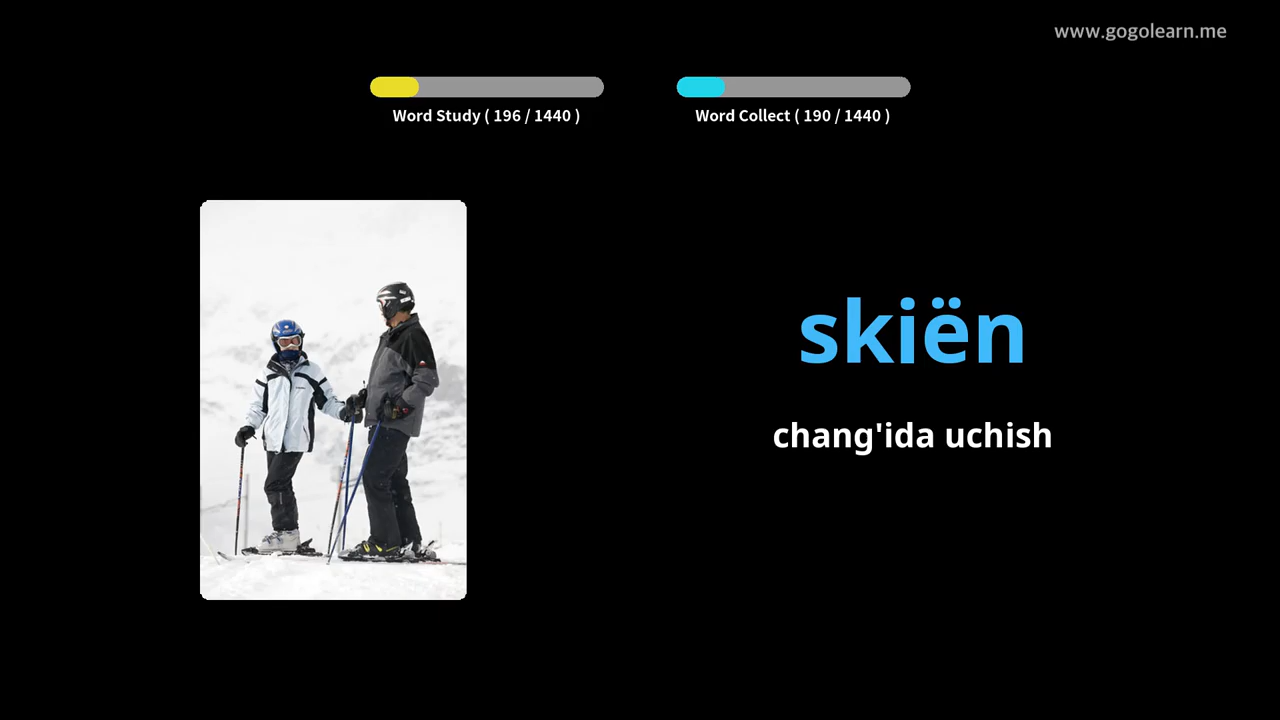 www.gogolearn.me
Word Study ( 196 / 1440 )
Word Collect ( 190 / 1440 )
skiën
chang'ida uchish